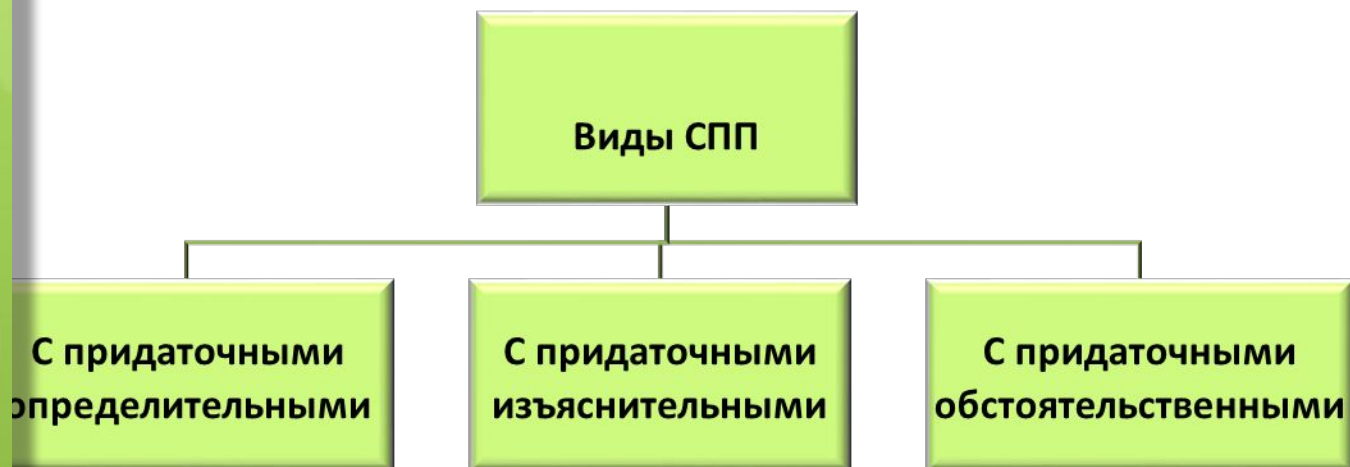 Виды СПП
С придаточными
определительными
С придаточными
изъяснительными
С придаточными
обстоятельственными